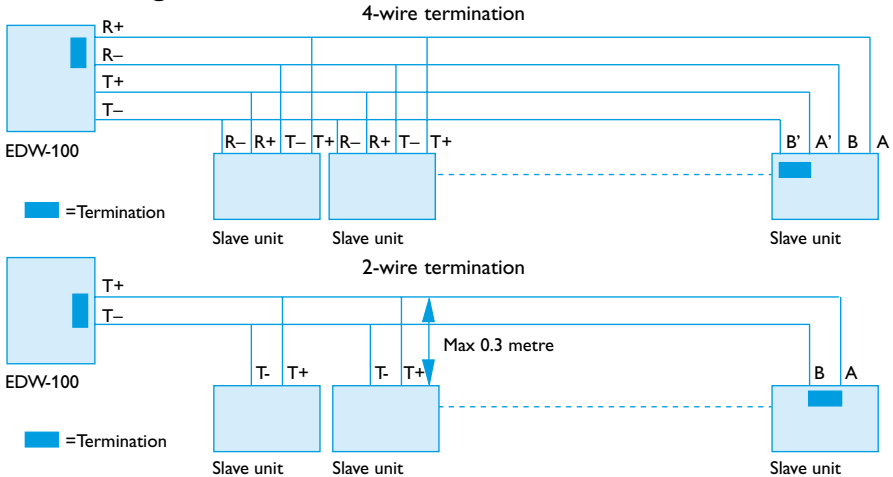 4-wire termination
R+
R–
T+
T–
R– R+ T– T+ R– R+ T– T+ B' A' B A
EDW-100
=Termination
Slave unit Slave unit Slave unit
2-wire termination
T+
T–
Max 0.3 metre
T- T+ T- T+ B A
EDW-100
=Termination
Slave unit Slave unit Slave unit